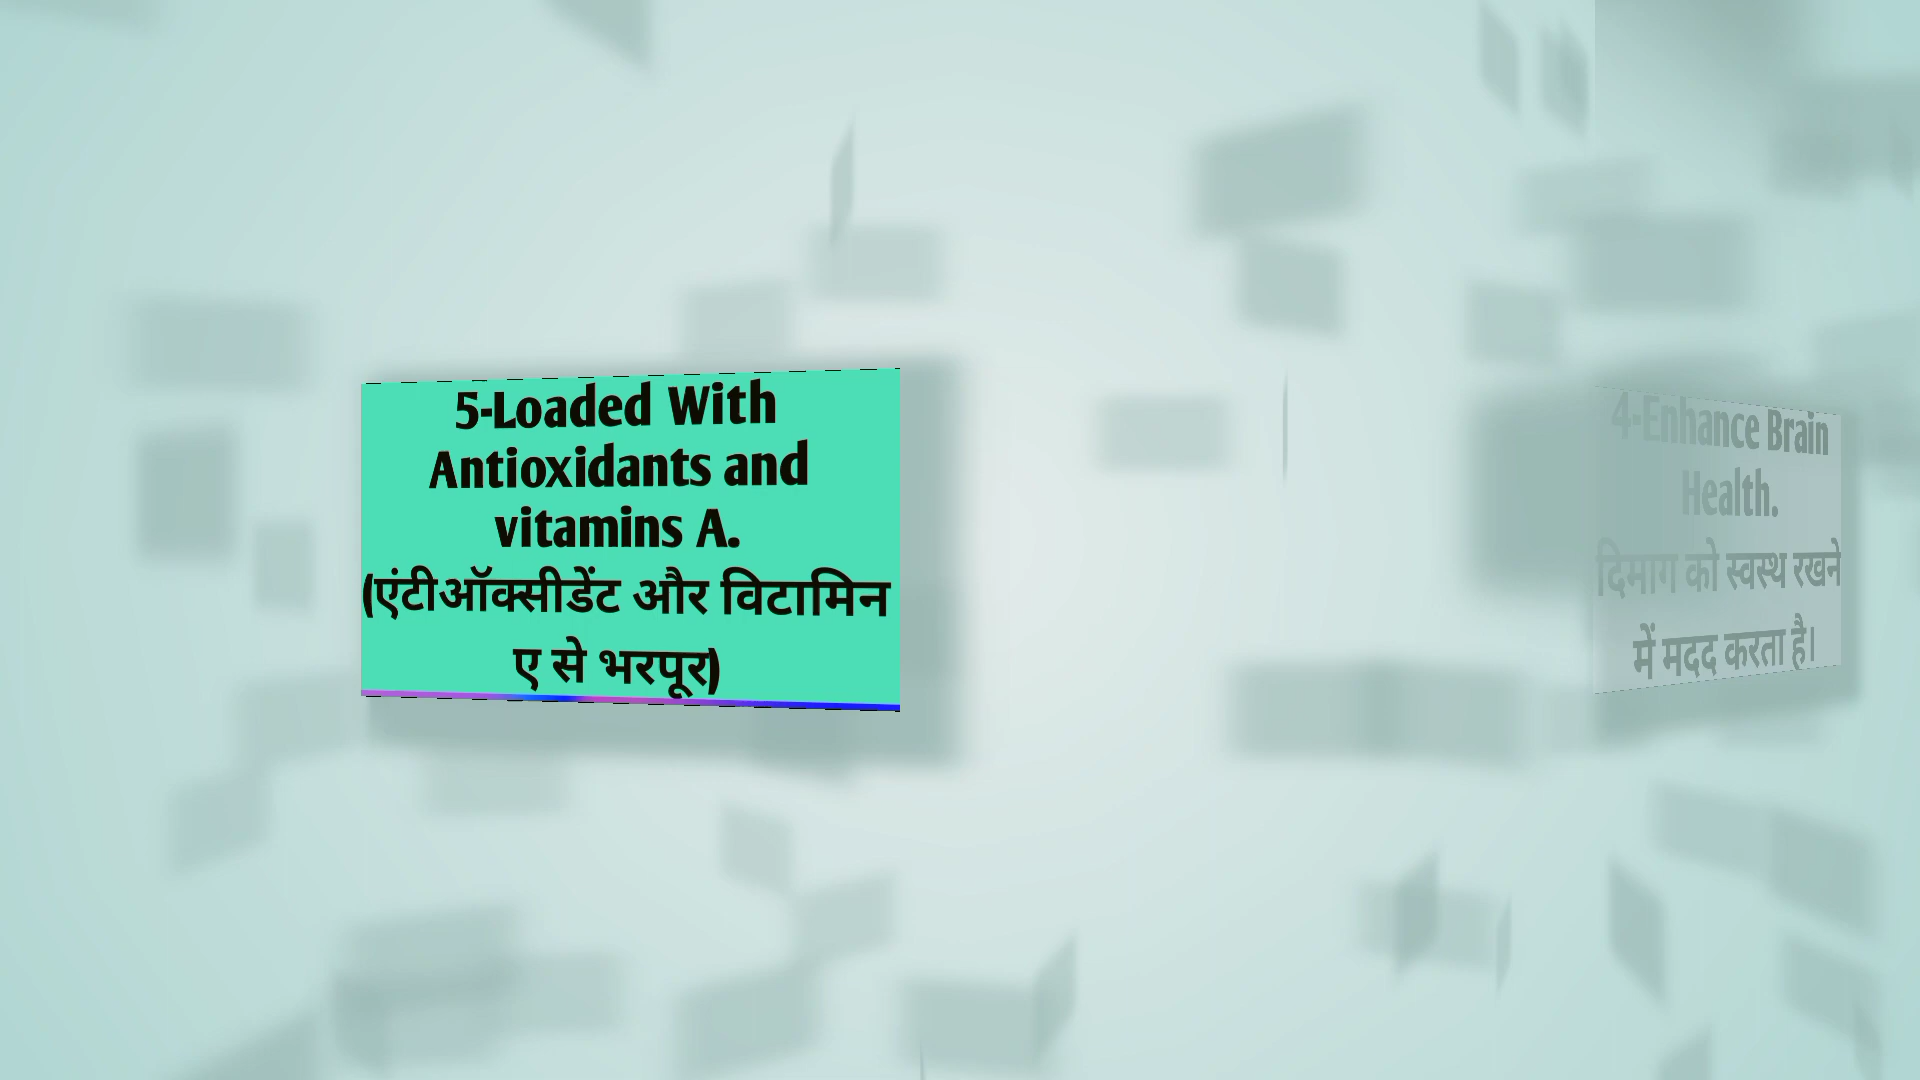 5-Loaded With
Antioxidants and
vitamins A.
(एंटीऑक्सीडेंट और विटामिन
ए से भरपूर)
4-Enhance Brain
Health.
दिमाग को स्वस्थ रखने
में मदद करता है।